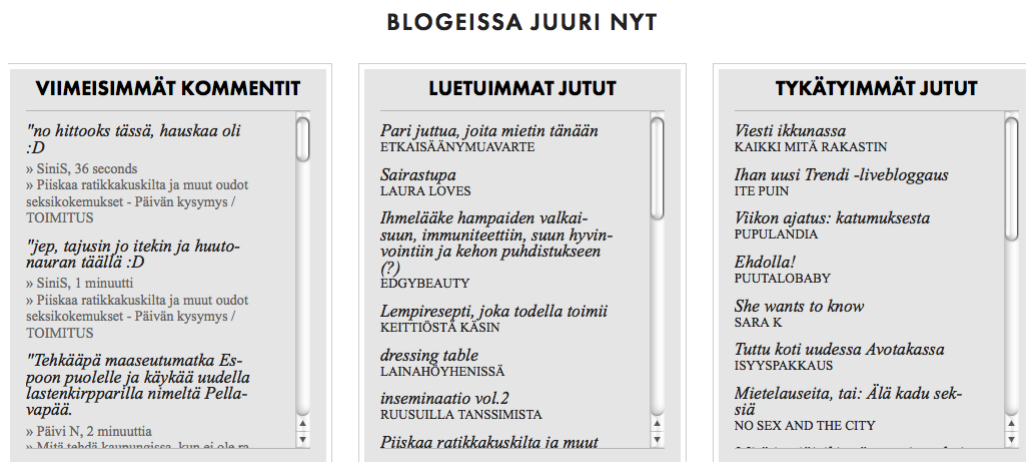 BLOGEISSA JUURI NYT
VIIMEISIMMÄT KOMMENTIT
"no hittooks tässä, hauskaa oli
:D
» SiniS, 36 seconds
» Piiskaa ratikkakuskilta ja muut oudot
seksikokemukset - Päivän kysymys /
TOIMITUS
"jep, tajusin jo itekin ja huuto-
nauran täällä :D
» SiniS, 1 minuutti
» Piiskaa ratikkakuskilta ja muut oudot
seksikokemukset - Päivän kysymys /
TOIMITUS
"Tehkääpä maaseutumatka Es-
poon puolelle ja käykää uudella
lastenkirpparilla nimeltä Pella-
vapää.
» Päivi N, 2 minuuttia
» Mitä tehdä kaupungissa, kun ei ole ra
LUETUIMMAT JUTUT
Pari juttua, joita mietin tänään
ETKAISÄÄNYMUAVARTE
Sairastupa
LAURA LOVES
Ihmelääke hampaiden valkai-
suun, immuniteettiin, suun hyvin-
vointiin ja kehon puhdistukseen
(?)
EDGYBEAUTY
Lempiresepti, joka todella toimii
KEITTIÖSTÄ KÄSIN
dressing table
LAINAHÖYHENISSÄ
inseminaatio vol.2
RUUSUILLA TANSSIMISTA
Piiskaa ratikkakuskilta ja muut
TYKÄTYIMMÄT JUTUT
Viesti ikkunassa
KAIKKI MITÄ RAKASTIN
Ihan uusi Trendi -livebloggaus
ITE PUIN
Viikon ajatus: katumuksesta
PUPULANDIA
Ehdolla!
PUUTALOBABY
She wants to know
SARA K
Tuttu koti uudessa Avotakassa
ISYYSPAKKAUS
Mietelauseita, tai: Älä kadu sek-
siä
NO SEX AND THE CITY